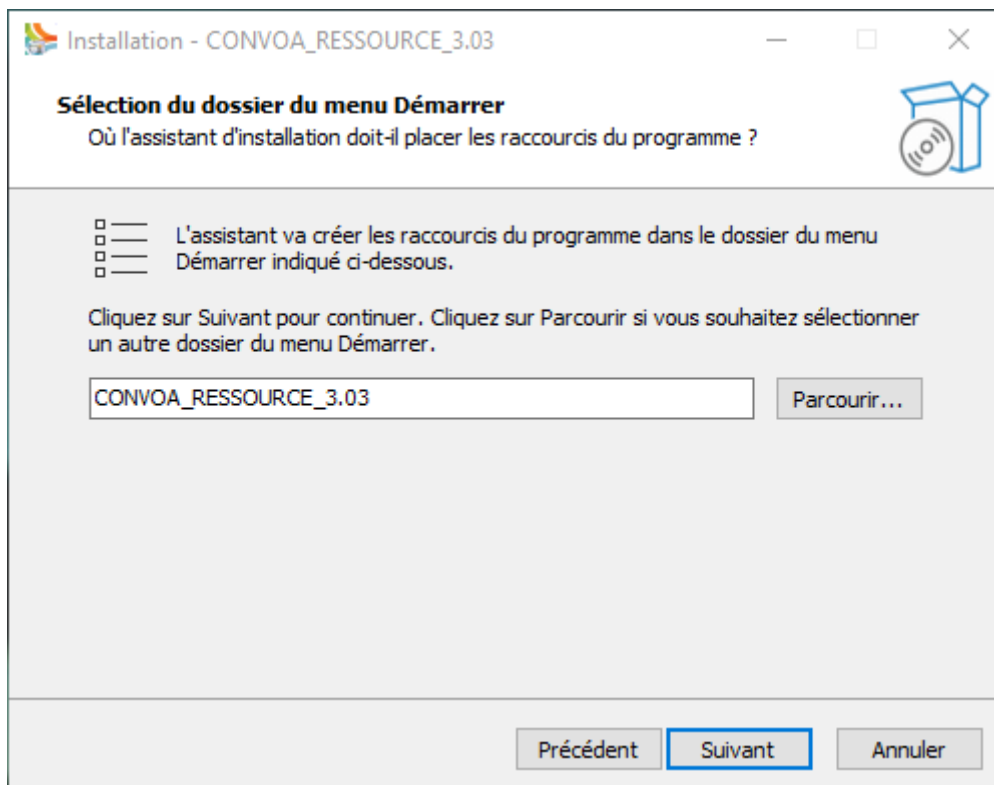 Installation - CONVOA_RESSOURCE_3.03
Sélection du dossier du menu Démarrer
Où l'assistant d'installation doit-il placer les raccourcis du programme ?
L'assistant va créer les raccourcis du programme dans le dossier du menu
Démarrer indiqué ci-dessous.
Cliquez sur Suivant pour continuer. Cliquez sur Parcourir si vous souhaitez sélectionner
un autre dossier du menu Démarrer.
CONVOA_RESSOURCE_3.03 Parcourir...
Précédent Suivant Annuler